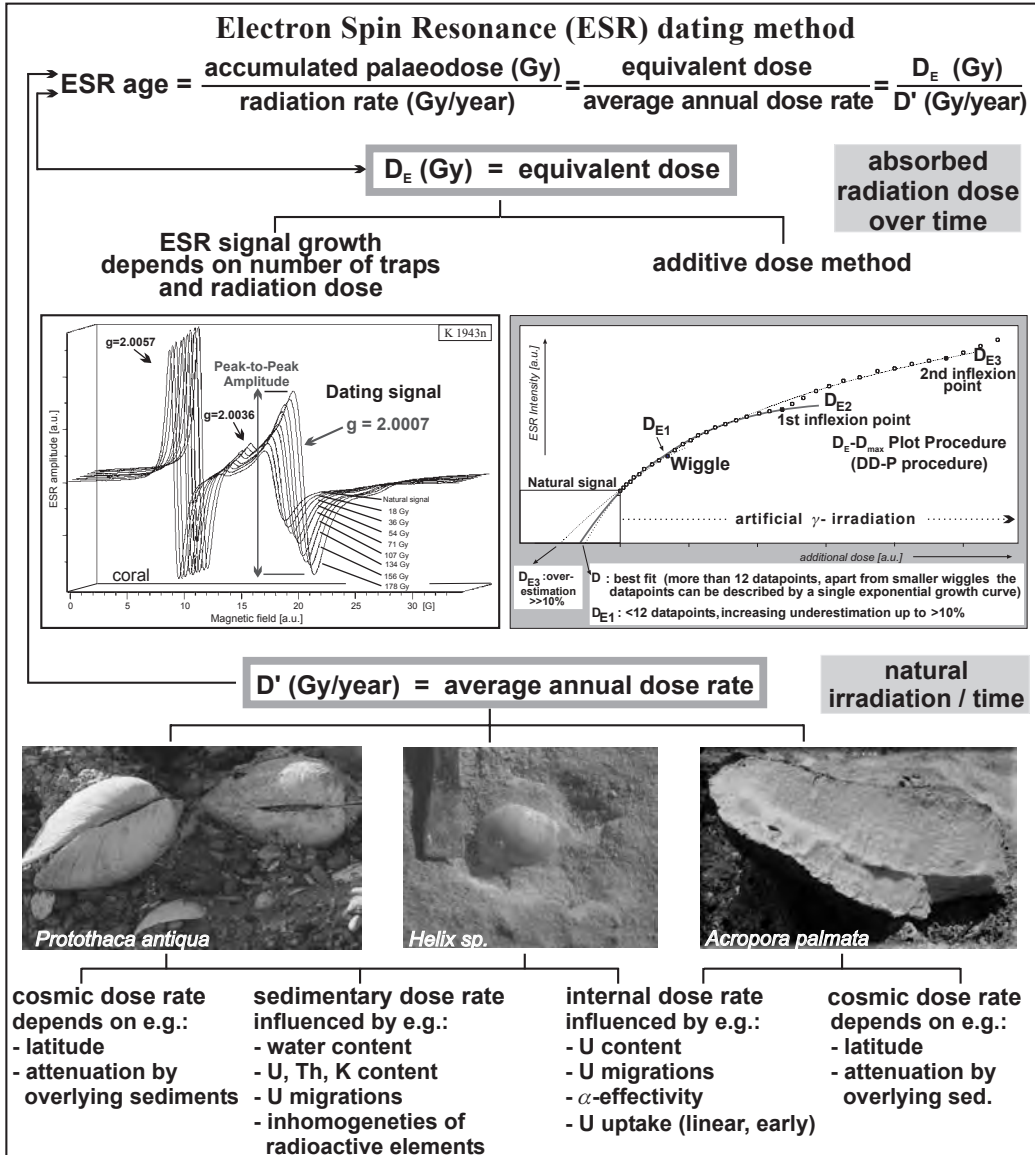 Electron Spin Resonance (ESR) dating method
ESR age = accumulated palaeodose (Gy) / radiation rate (Gy/year) = equivalent dose / average annual dose rate = D_E (Gy) / D' (Gy/year)
D_E (Gy) = equivalent dose
absorbed
radiation dose
over time
ESR signal growth
depends on number of traps
and radiation dose
additive dose method
K 1943n
g=2.0057
Peak-to-Peak
Amplitude
Dating signal
g=2.0036
g = 2.0007
ESR amplitude [a.u.]
Natural signal
18 Gy
36 Gy
54 Gy
71 Gy
107 Gy
134 Gy
156 Gy
178 Gy
coral
0 5 10 15 20 25 30 [G]
Magnetic field [a.u.]
ESR Intensity [a.u.]
D_E3
2nd inflexion
point
D_E2
1st inflexion point
D_E1
Wiggle
D_E-D_max Plot Procedure
(DD-P procedure)
Natural signal
artificial γ- irradiation
additional dose [a.u.]
D_E3 :over-
estimation
>>10%
D : best fit (more than 12 datapoints, apart from smaller wiggles the
datapoints can be described by a single exponential growth curve)
D_E1 : <12 datapoints, increasing underestimation up to >10%
D' (Gy/year) = average annual dose rate
natural
irradiation / time
Protothaca antiqua
Helix sp.
Acropora palmata
cosmic dose rate
depends on e.g.:
- latitude
- attenuation by
overlying sediments
sedimentary dose rate
influenced by e.g.:
- water content
- U, Th, K content
- U migrations
- inhomogeneties of
radioactive elements
internal dose rate
influenced by e.g.:
- U content
- U migrations
- α-effectivity
- U uptake (linear, early)
cosmic dose rate
depends on e.g.:
- latitude
- attenuation by
overlying sed.